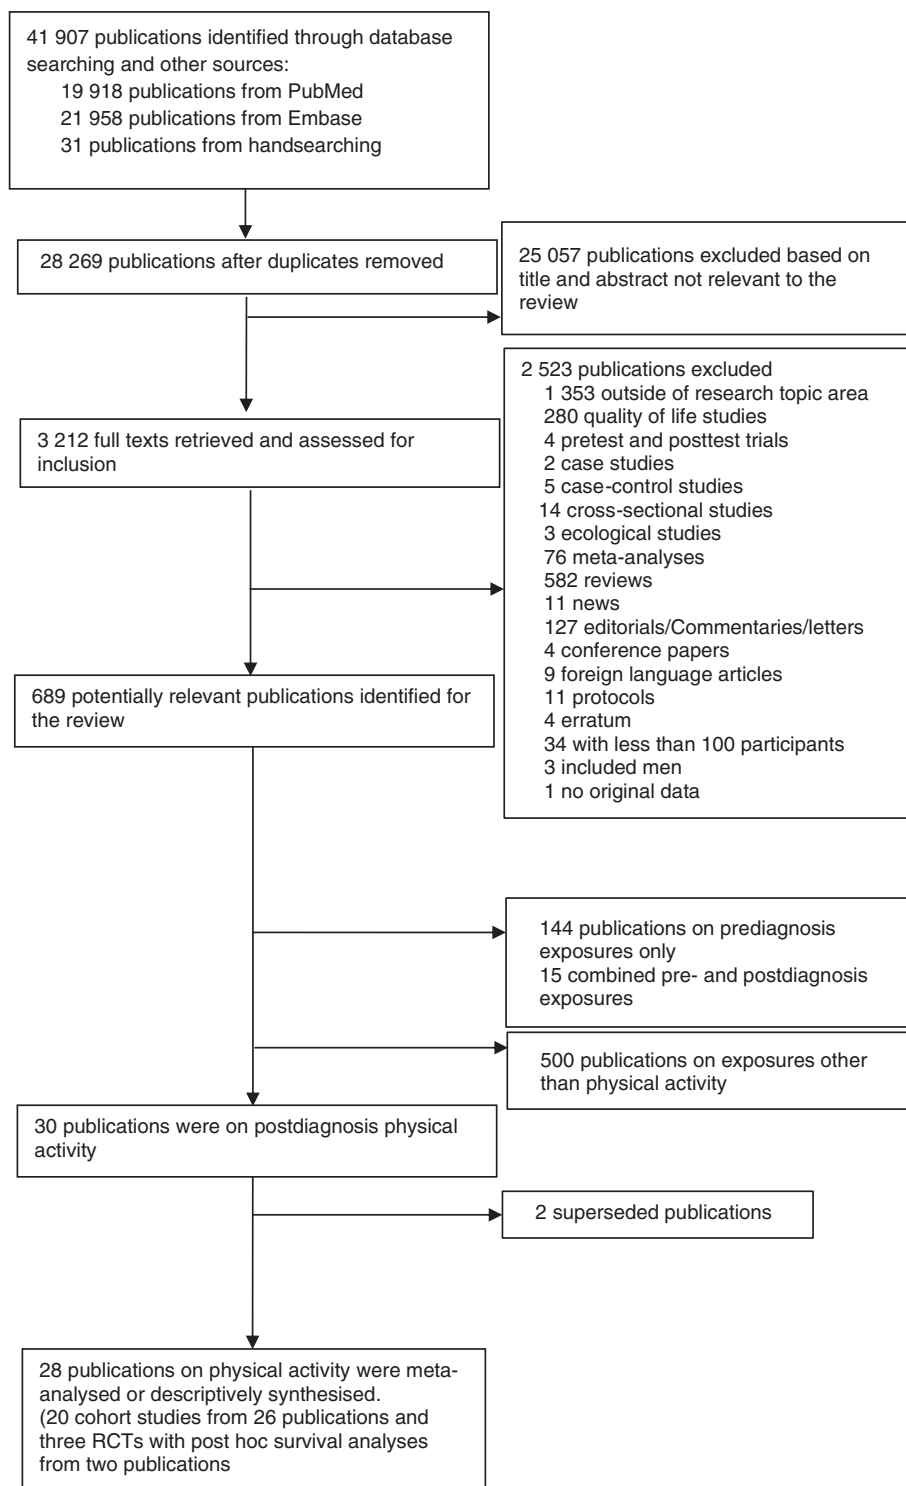 41 907 publications identified through database
searching and other sources:
19 918 publications from PubMed
21 958 publications from Embase
31 publications from handsearching
28 269 publications after duplicates removed
25 057 publications excluded based on
title and abstract not relevant to the
review
2 523 publications excluded
1 353 outside of research topic area
280 quality of life studies
4 pretest and posttest trials
2 case studies
5 case-control studies
14 cross-sectional studies
3 ecological studies
76 meta-analyses
582 reviews
11 news
127 editorials/Commentaries/letters
4 conference papers
9 foreign language articles
11 protocols
4 erratum
34 with less than 100 participants
3 included men
1 no original data
3 212 full texts retrieved and assessed for
inclusion
689 potentially relevant publications identified for
the review
144 publications on prediagnosis
exposures only
15 combined pre- and postdiagnosis
exposures
500 publications on exposures other
than physical activity
30 publications were on postdiagnosis physical
activity
2 superseded publications
28 publications on physical activity were meta-
analysed or descriptively synthesised.
(20 cohort studies from 26 publications and
three RCTs with post hoc survival analyses
from two publications